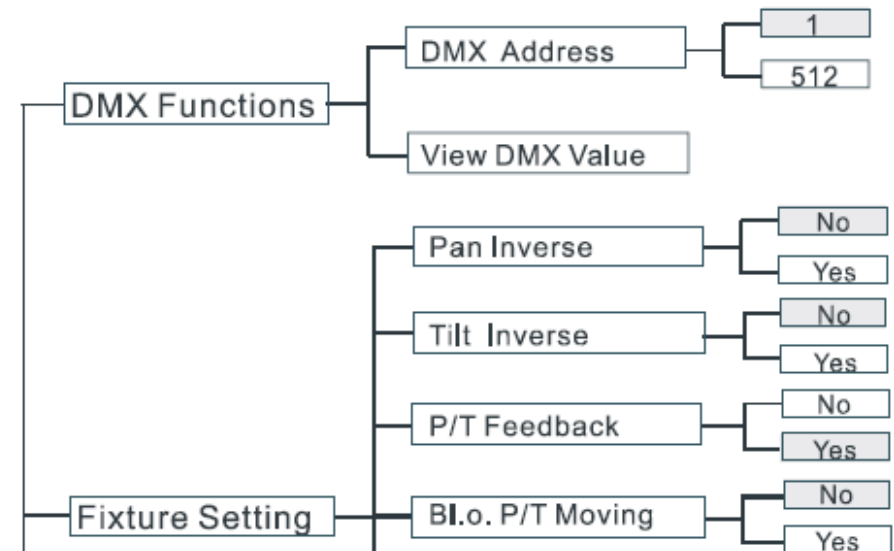 DMX Functions
DMX Address
1
512
View DMX Value
Fixture Setting
Pan Inverse
No
Yes
Tilt Inverse
No
Yes
P/T Feedback
No
Yes
Bl.o. P/T Moving
No
Yes